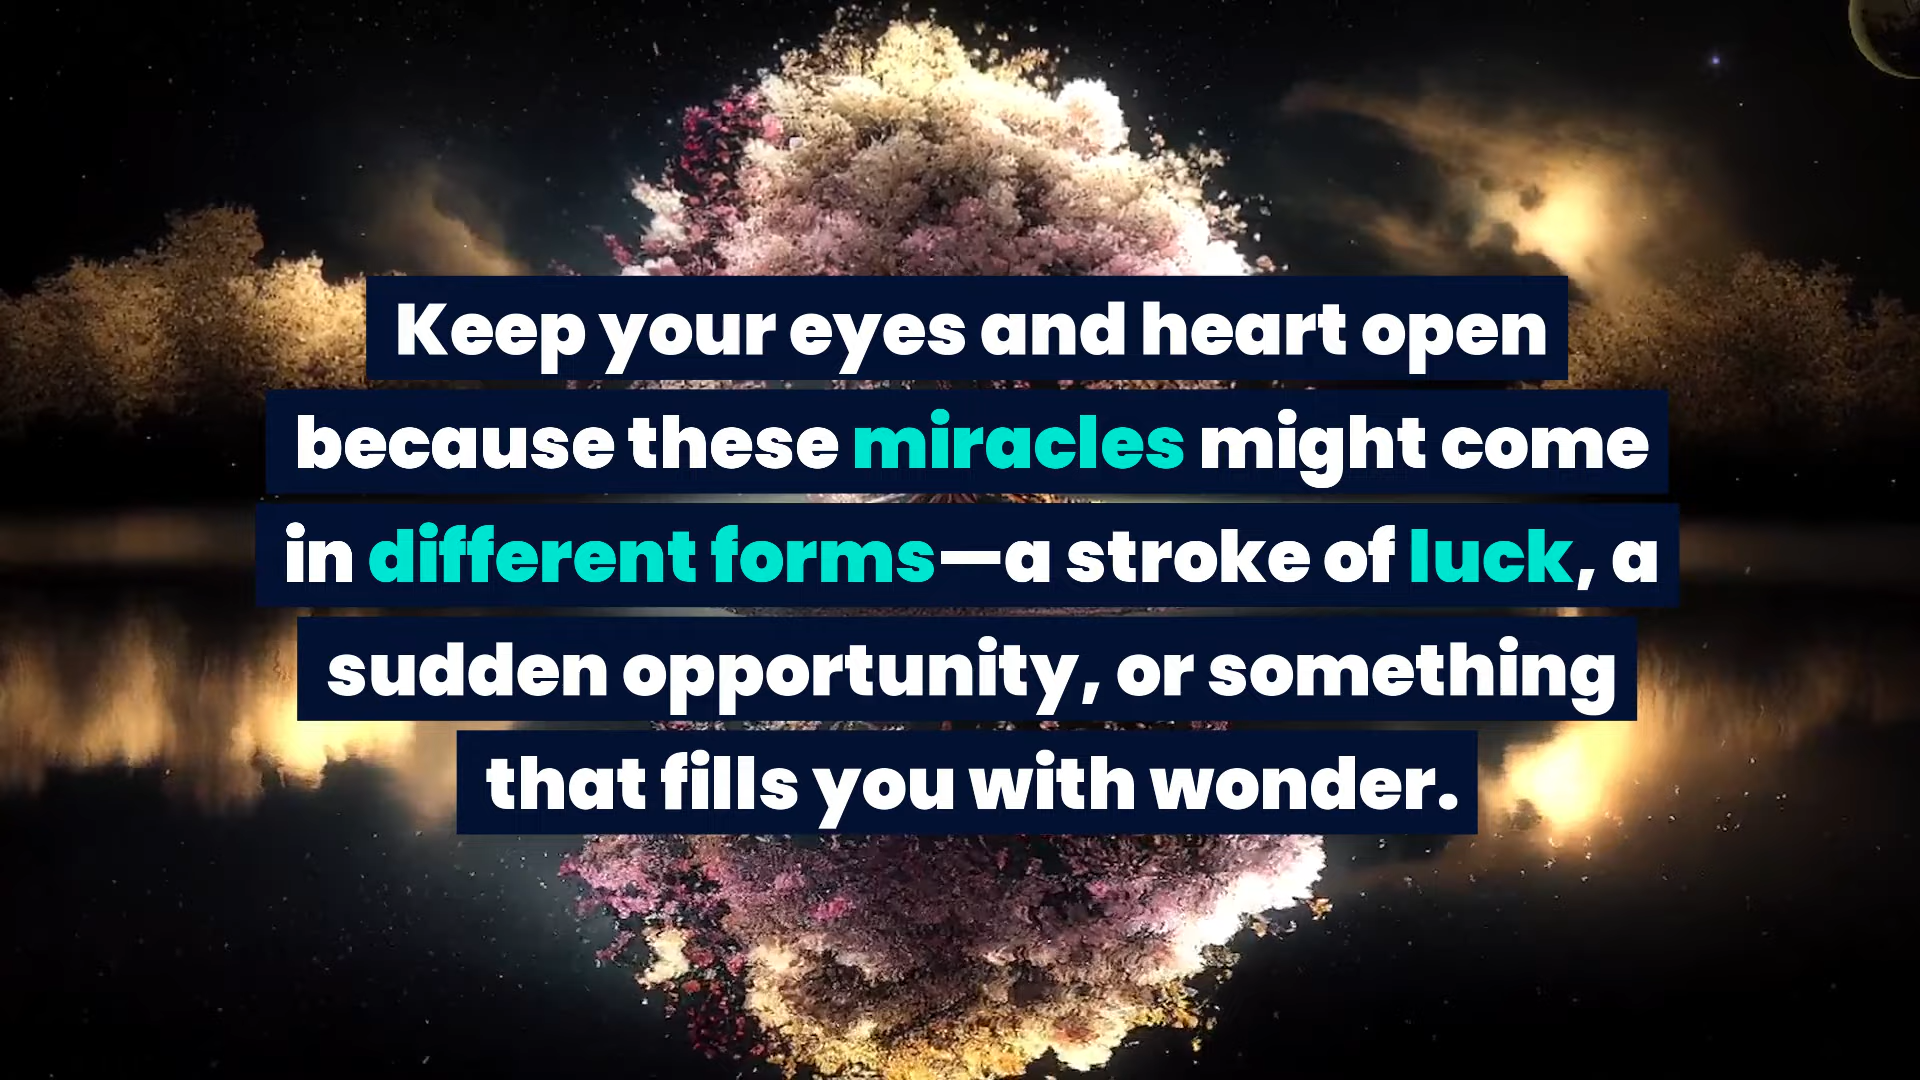 Keep your eyes and heart open
because these miracles might come
in different forms—a stroke of luck, a
sudden opportunity, or something
that fills you with wonder.